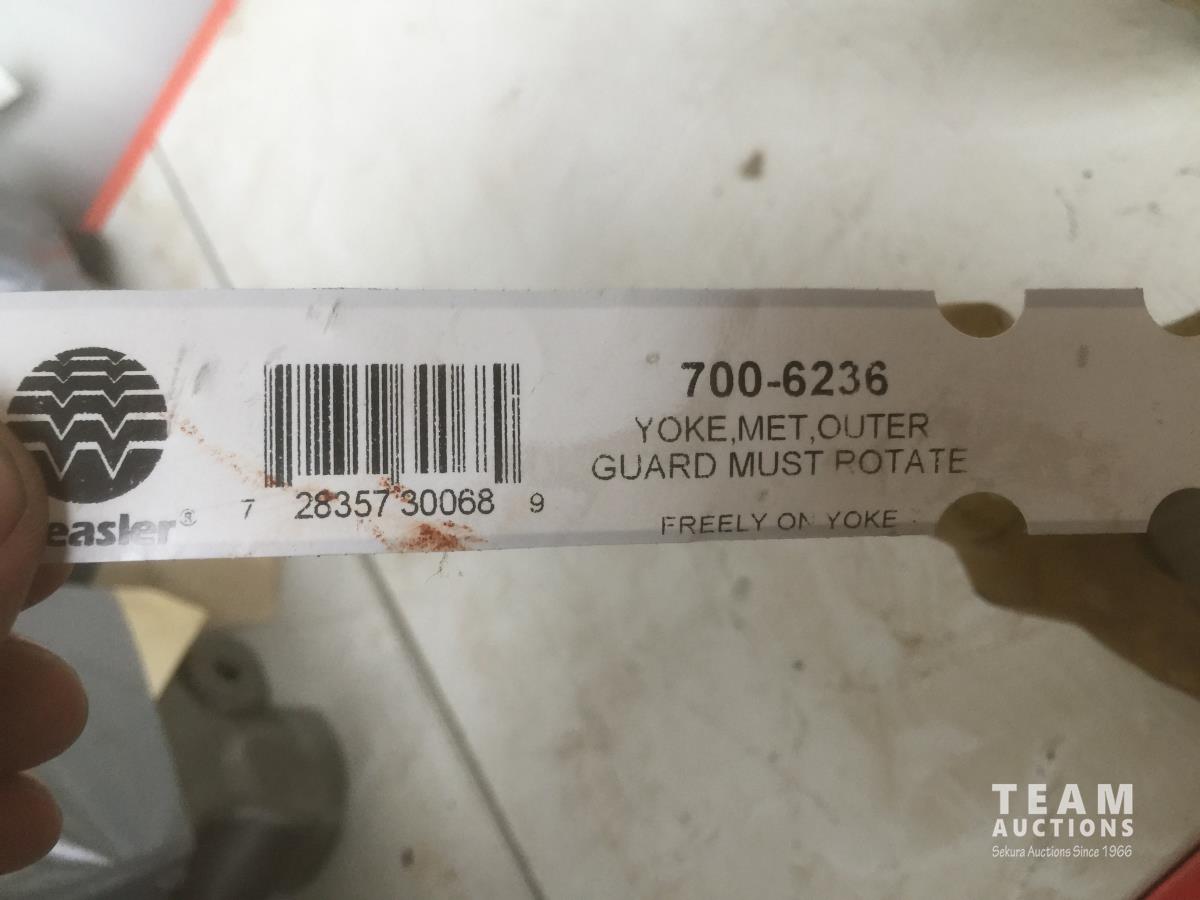 easler®
7 28357 30068 9
700-6236
YOKE,MET,OUTER
GUARD MUST ROTATE
FREELY ON YOKE
TEAM
AUCTIONS
Sekura Auctions Since 1966